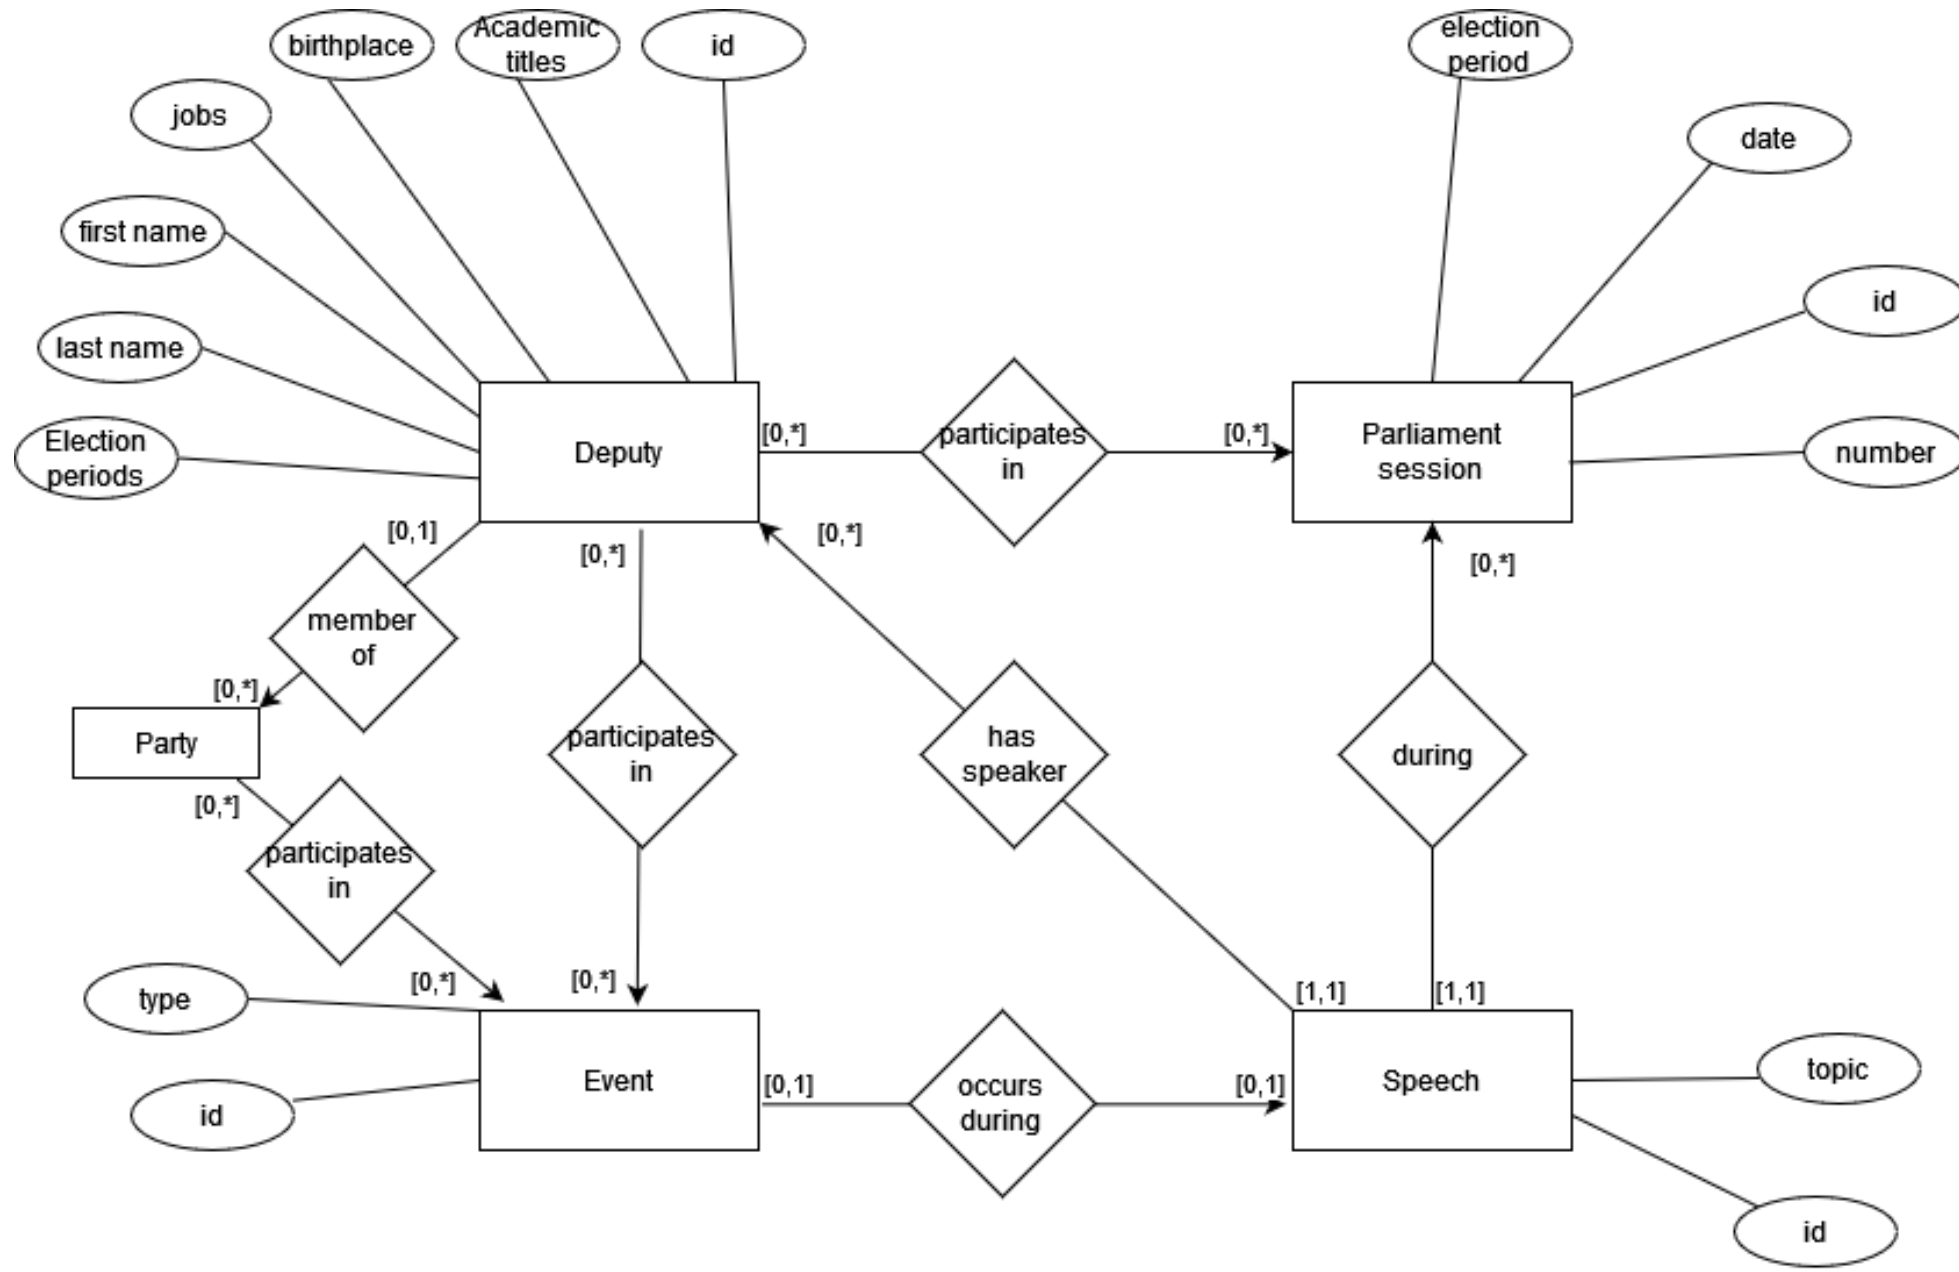 birthplace
Academic
titles
id
election
period
jobs
date
first name
id
last name
Election
periods
Deputy
[0,*]
participates
in
[0,*]
Parliament
session
number
[0,1]
[0,*]
[0,*]
[0,*]
member
of
[0,*]
Party
participates
in
has
speaker
during
[0,*]
participates
in
[0,*]
[0,*]
[1,1]
[1,1]
type
Event
[0,1]
occurs
during
[0,1]
Speech
topic
id
id